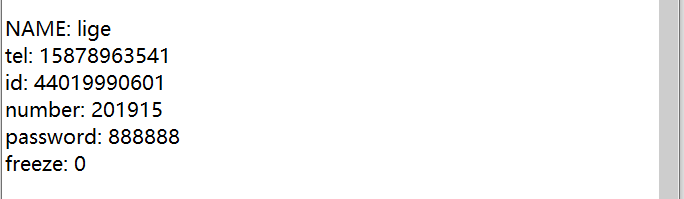 NAME: lige
tel: 15878963541
id: 44019990601
number: 201915
password: 888888
freeze: 0